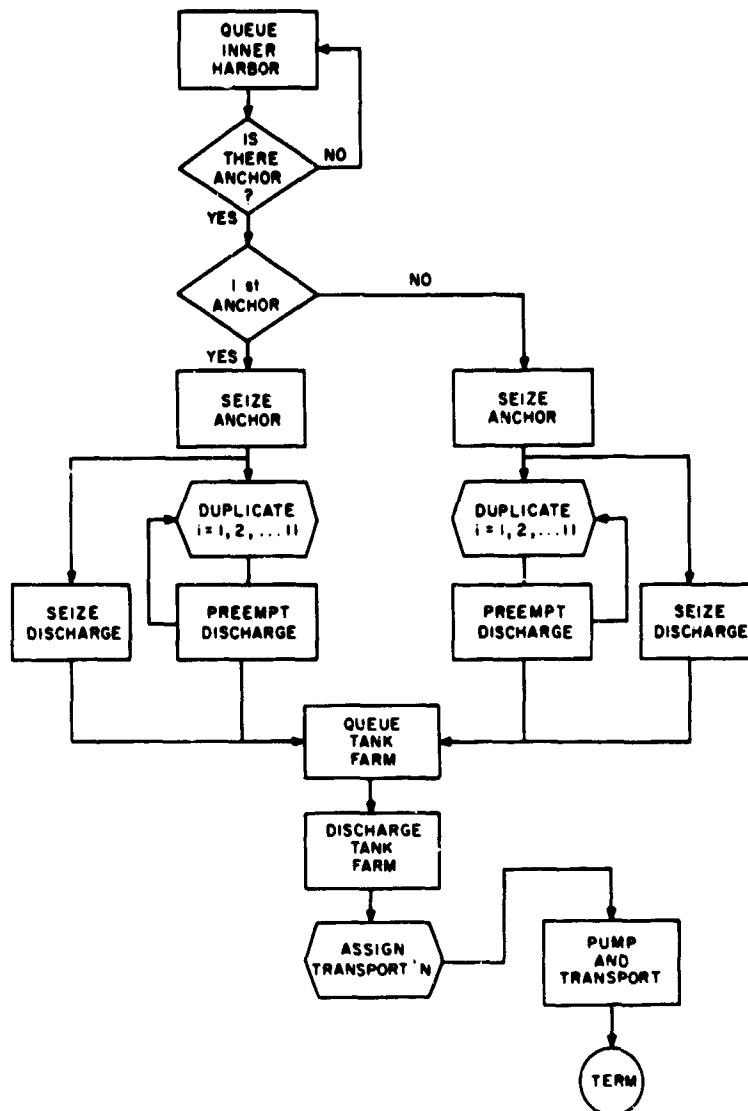 QUEUE
INNER
HARBOR
IS
THERE
ANCHOR
?
NO
YES
1 st
ANCHOR
NO
YES
SEIZE
ANCHOR
SEIZE
ANCHOR
DUPLICATE
i = 1, 2, . . . 11
DUPLICATE
i = 1, 2, . . . 11
SEIZE
DISCHARGE
PREEMPT
DISCHARGE
PREEMPT
DISCHARGE
SEIZE
DISCHARGE
QUEUE
TANK
FARM
DISCHARGE
TANK
FARM
ASSIGN
TRANSPORT'N
PUMP
AND
TRANSPORT
TERM